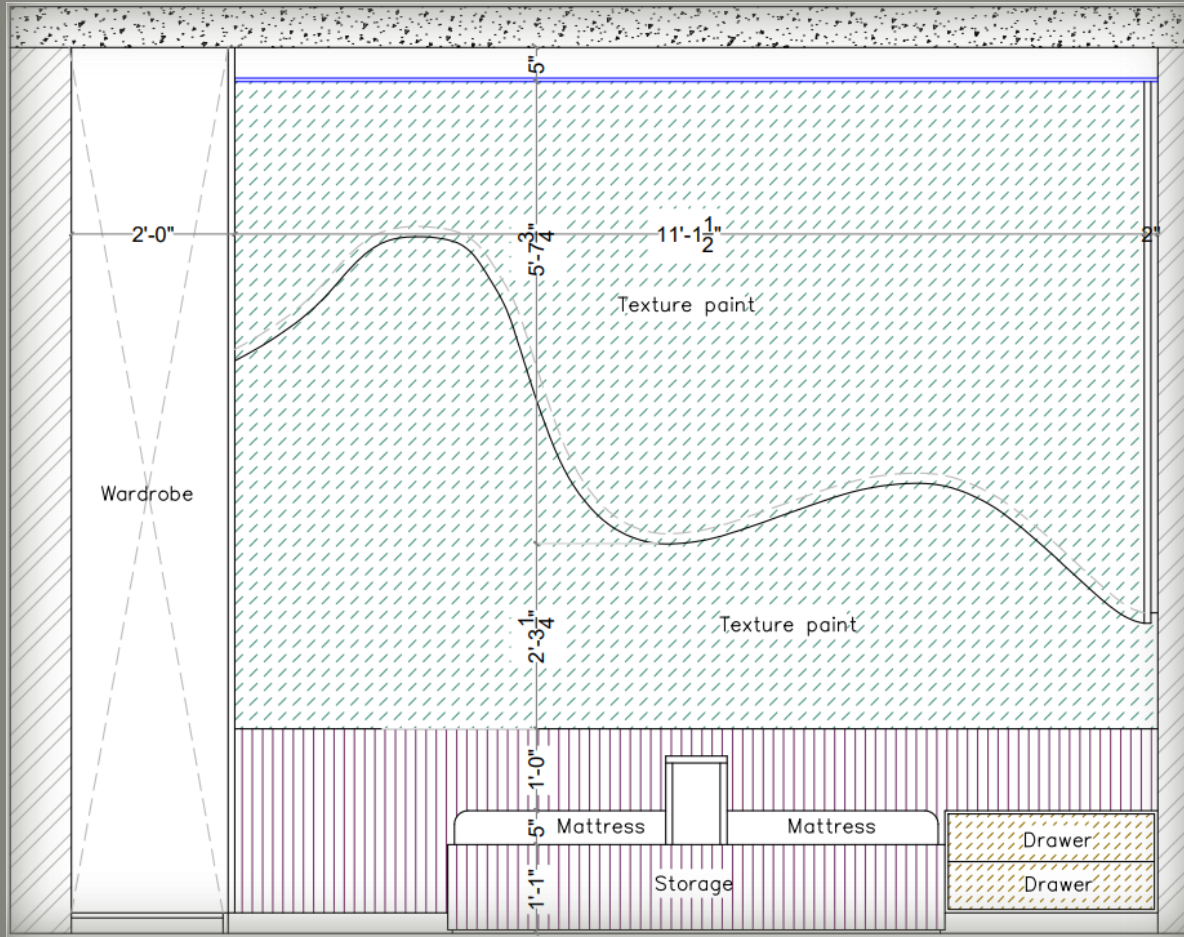 5"
2'-0"
5'-7 3/4"
11'-1 1/2"
2"
Texture paint
Wardrobe
2'-3 1/4"
Texture paint
1'-0"
5"
Mattress
Mattress
Drawer
1'-1"
Storage
Drawer